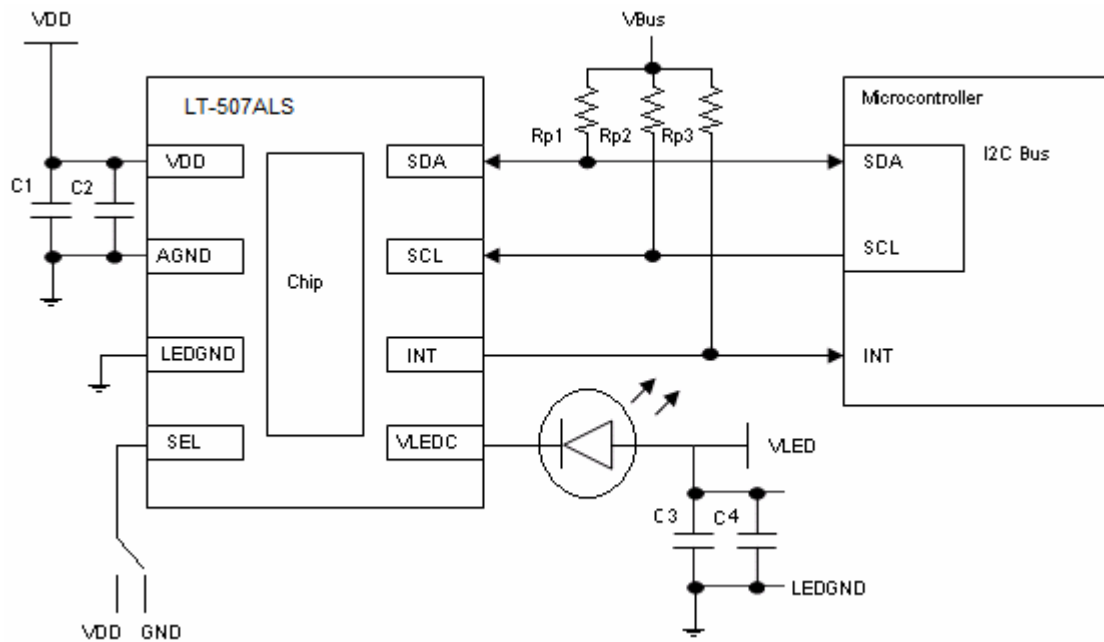 VDD
VBus
LT-507ALS
Microcontroller
Rp1 Rp2 Rp3
VDD
SDA
SDA
I2C Bus
C1 C2
AGND
SCL
SCL
Chip
LEDGND
INT
INT
SEL
VLEDC
VLED
C3 C4
LEDGND
VDD GND